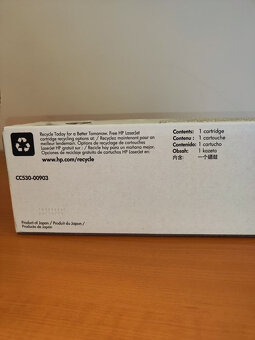 Recycle Today for a Better Tomorrow. Free HP LaserJet
cartridge recycling options at : / Recyclez maintenant pour un
meilleur lendemain. Options de recyclage de cartouches
LaserJet HP gratuit sur : / Recicle hoy para un mañana mejor.
Opciones de reciclaje de cartuchos HP LaserJet
gratuitas en:
www.hp.com/recycle
Contents: 1 cartridge
Contenu : 1 cartouche
Contenido: 1 cartucho
Obsah: 1 kazeta
内含: 一个硒鼓
CC530-00903
Product of Japan / Produit du Japon /
Producto de Japón